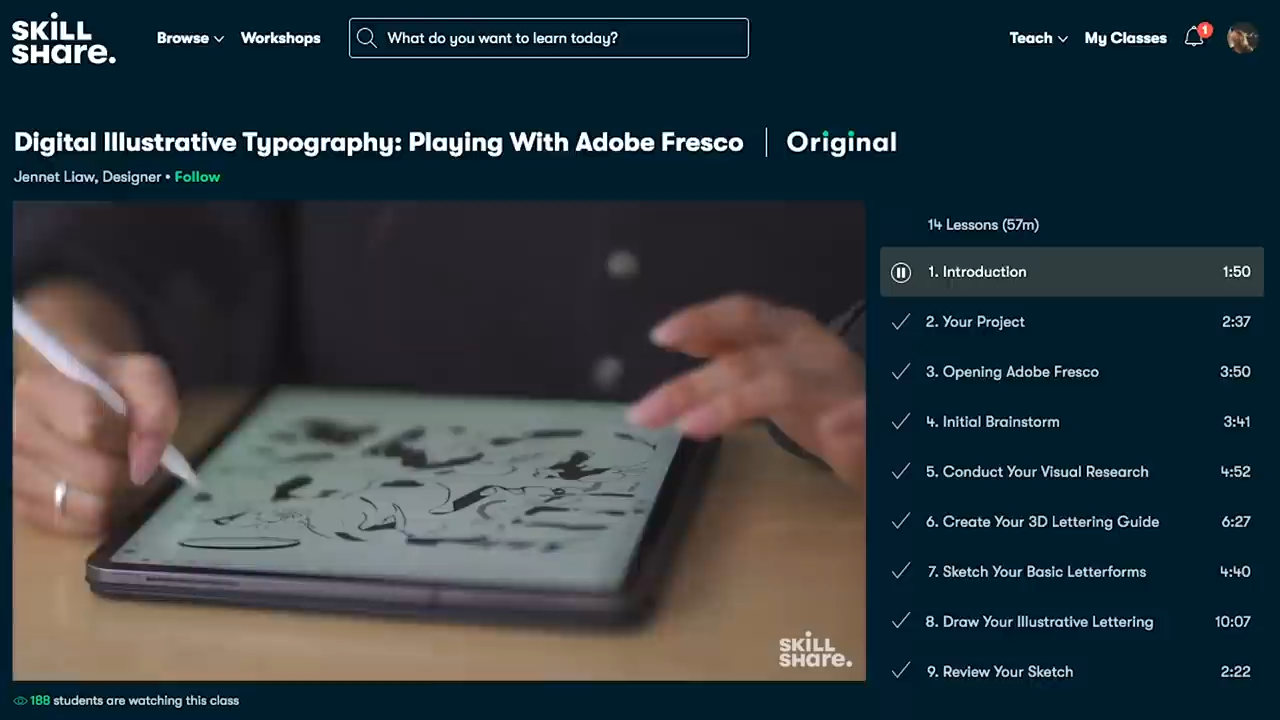 SKILL
SHare.
Browse
Workshops
What do you want to learn today?
Teach
My Classes
1
Digital Illustrative Typography: Playing With Adobe Fresco | Original
Jennet Liaw, Designer • Follow
14 Lessons (57m)
1. Introduction 1:50
2. Your Project 2:37
3. Opening Adobe Fresco 3:50
4. Initial Brainstorm 3:41
5. Conduct Your Visual Research 4:52
6. Create Your 3D Lettering Guide 6:27
7. Sketch Your Basic Letterforms 4:40
8. Draw Your Illustrative Lettering 10:07
9. Review Your Sketch 2:22
SKILL
SHare.
188 students are watching this class